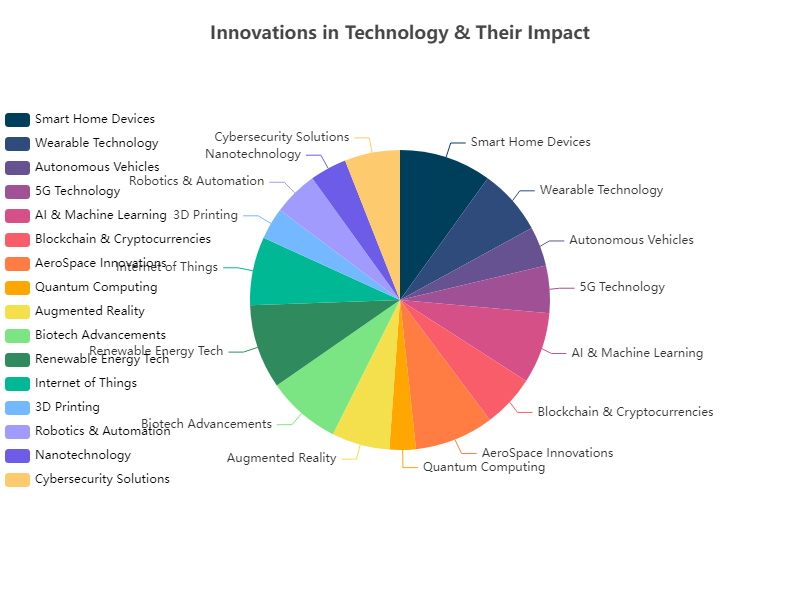 Innovations in Technology & Their Impact
Smart Home Devices
Wearable Technology
Autonomous Vehicles
5G Technology
AI & Machine Learning
Blockchain & Cryptocurrencies
AeroSpace Innovations
Quantum Computing
Augmented Reality
Biotech Advancements
Renewable Energy Tech
Internet of Things
3D Printing
Robotics & Automation
Nanotechnology
Cybersecurity Solutions
Smart Home Devices
Wearable Technology
Autonomous Vehicles
5G Technology
AI & Machine Learning
Blockchain & Cryptocurrencies
AeroSpace Innovations
Quantum Computing
Augmented Reality
Biotech Advancements
Renewable Energy Tech
Internet of Things
3D Printing
Robotics & Automation
Nanotechnology
Cybersecurity Solutions